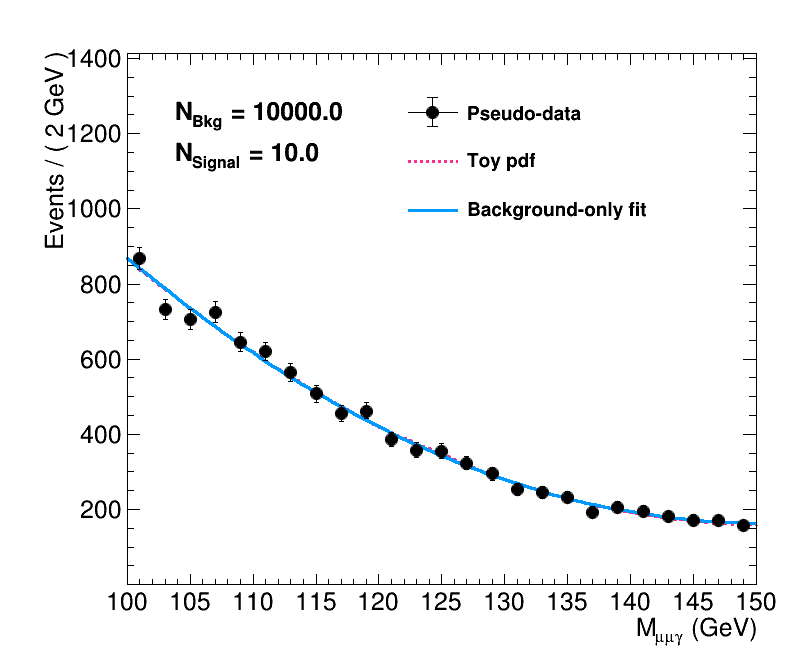 Events / ( 2 GeV )
1400
1200
1000
800
600
400
200
N_Bkg = 10000.0
N_Signal = 10.0
Pseudo-data
Toy pdf
Background-only fit
100 105 110 115 120 125 130 135 140 145 150
M_μμγ (GeV)